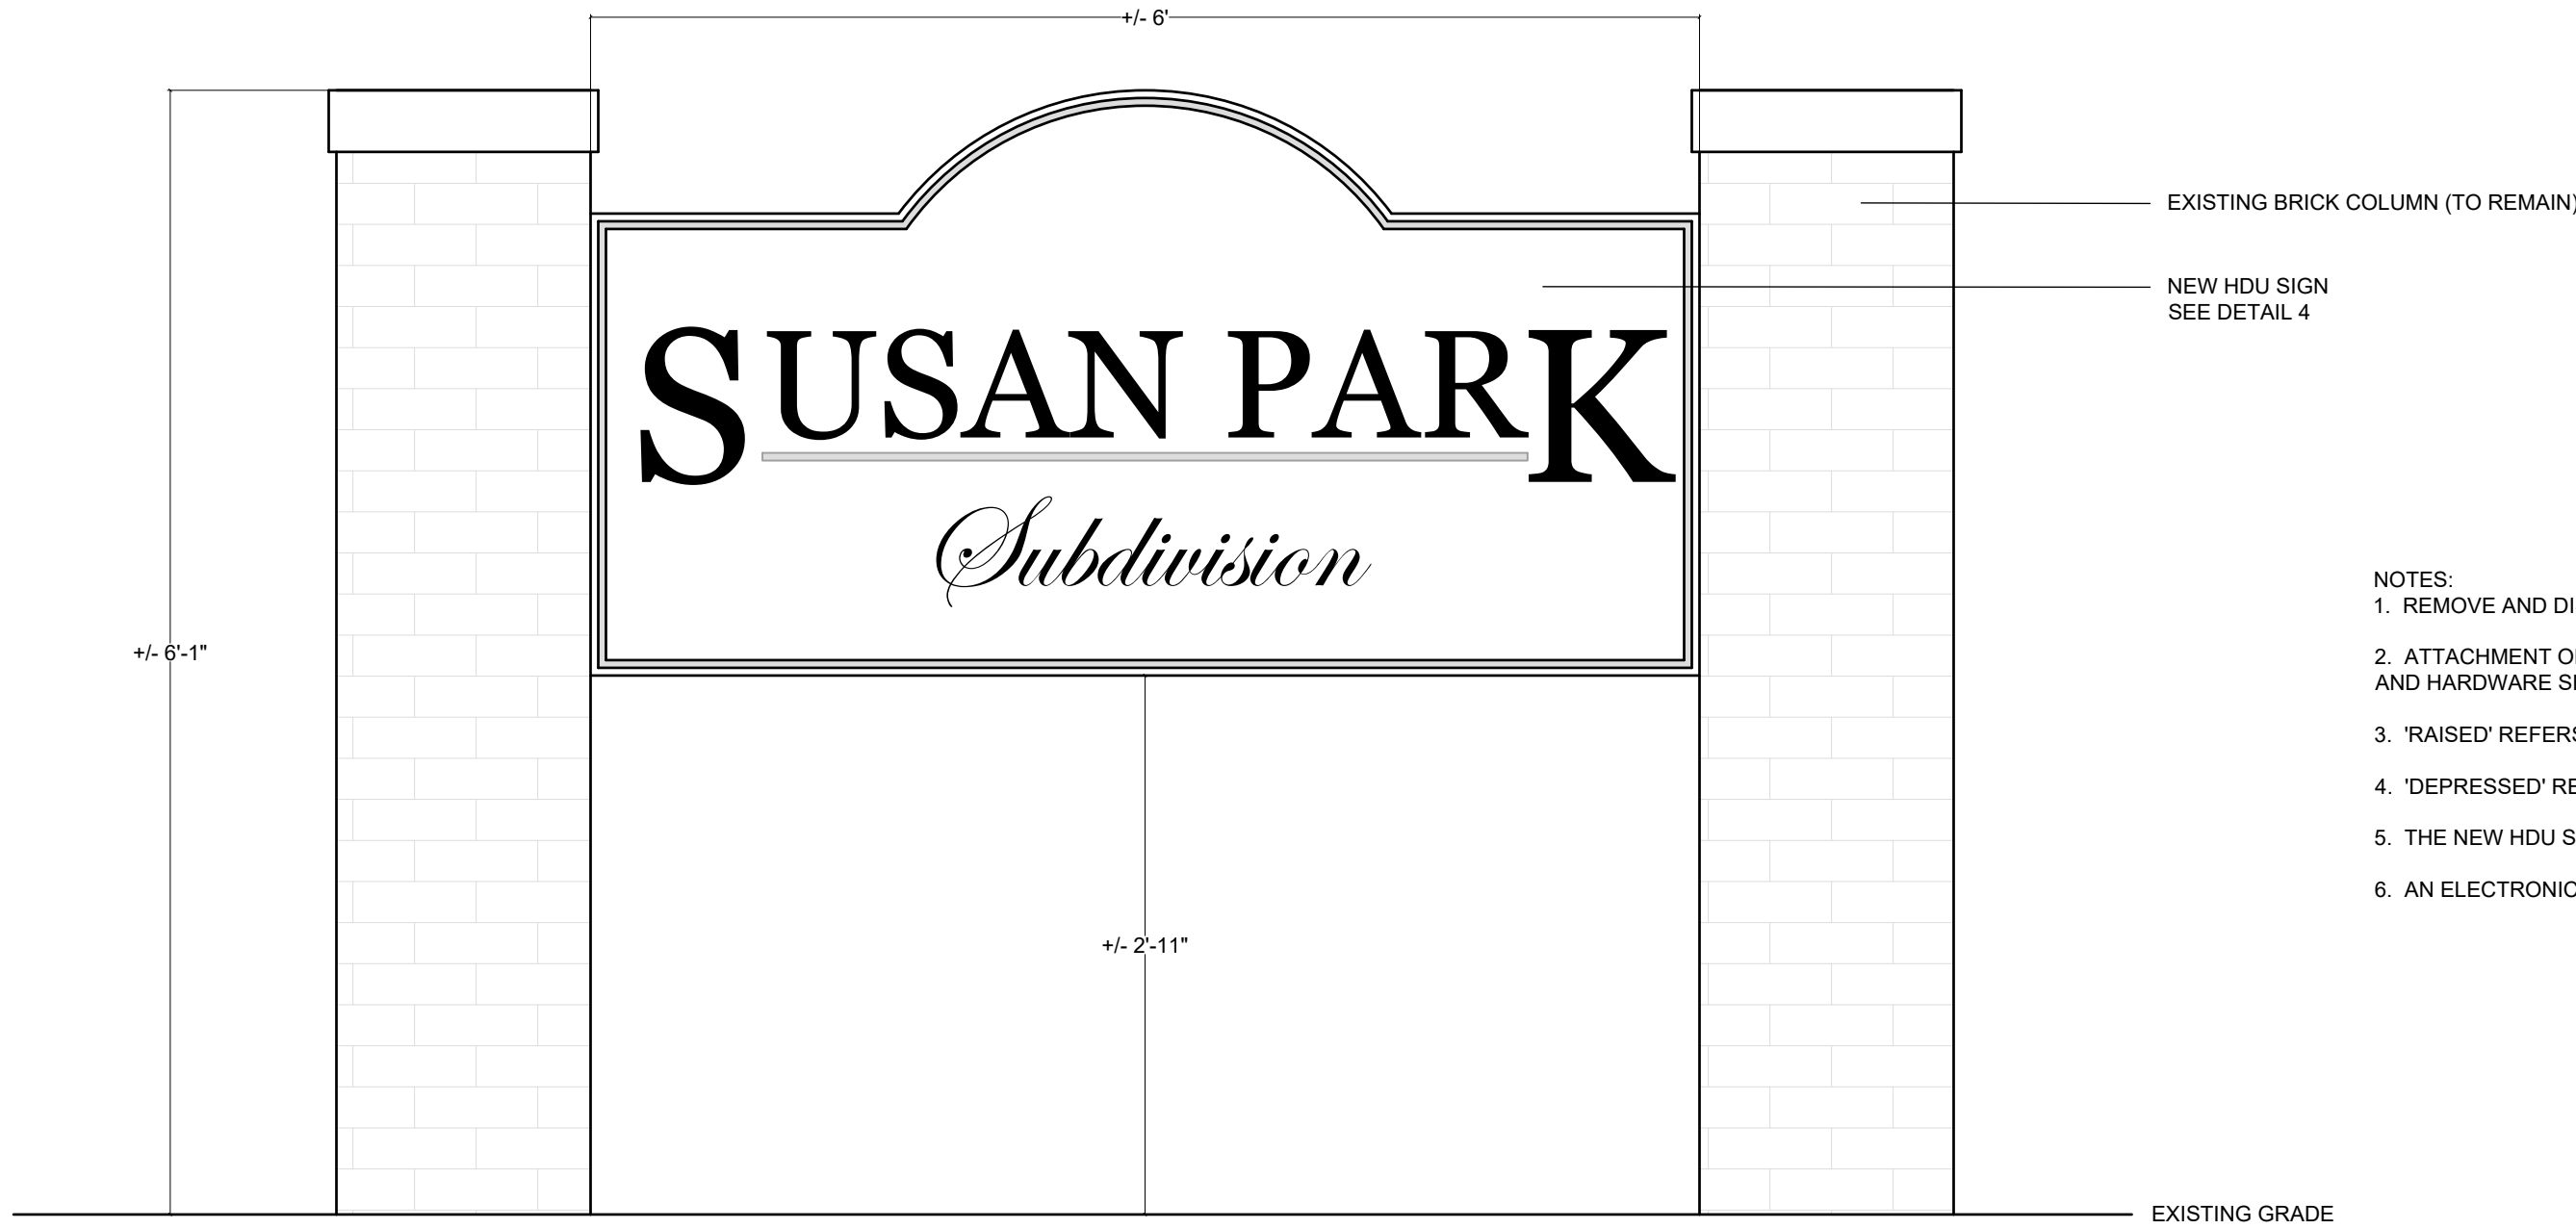 +/- 6'
EXISTING BRICK COLUMN (TO REMAIN)
NEW HDU SIGN
SEE DETAIL 4
SUSAN PARK
Subdivision
NOTES:
1. REMOVE AND DI
+/- 6'-1"
2. ATTACHMENT O
AND HARDWARE S
3. 'RAISED' REFERS
4. 'DEPRESSED' RE
5. THE NEW HDU S
6. AN ELECTRONIC
+/- 2'-11"
EXISTING GRADE